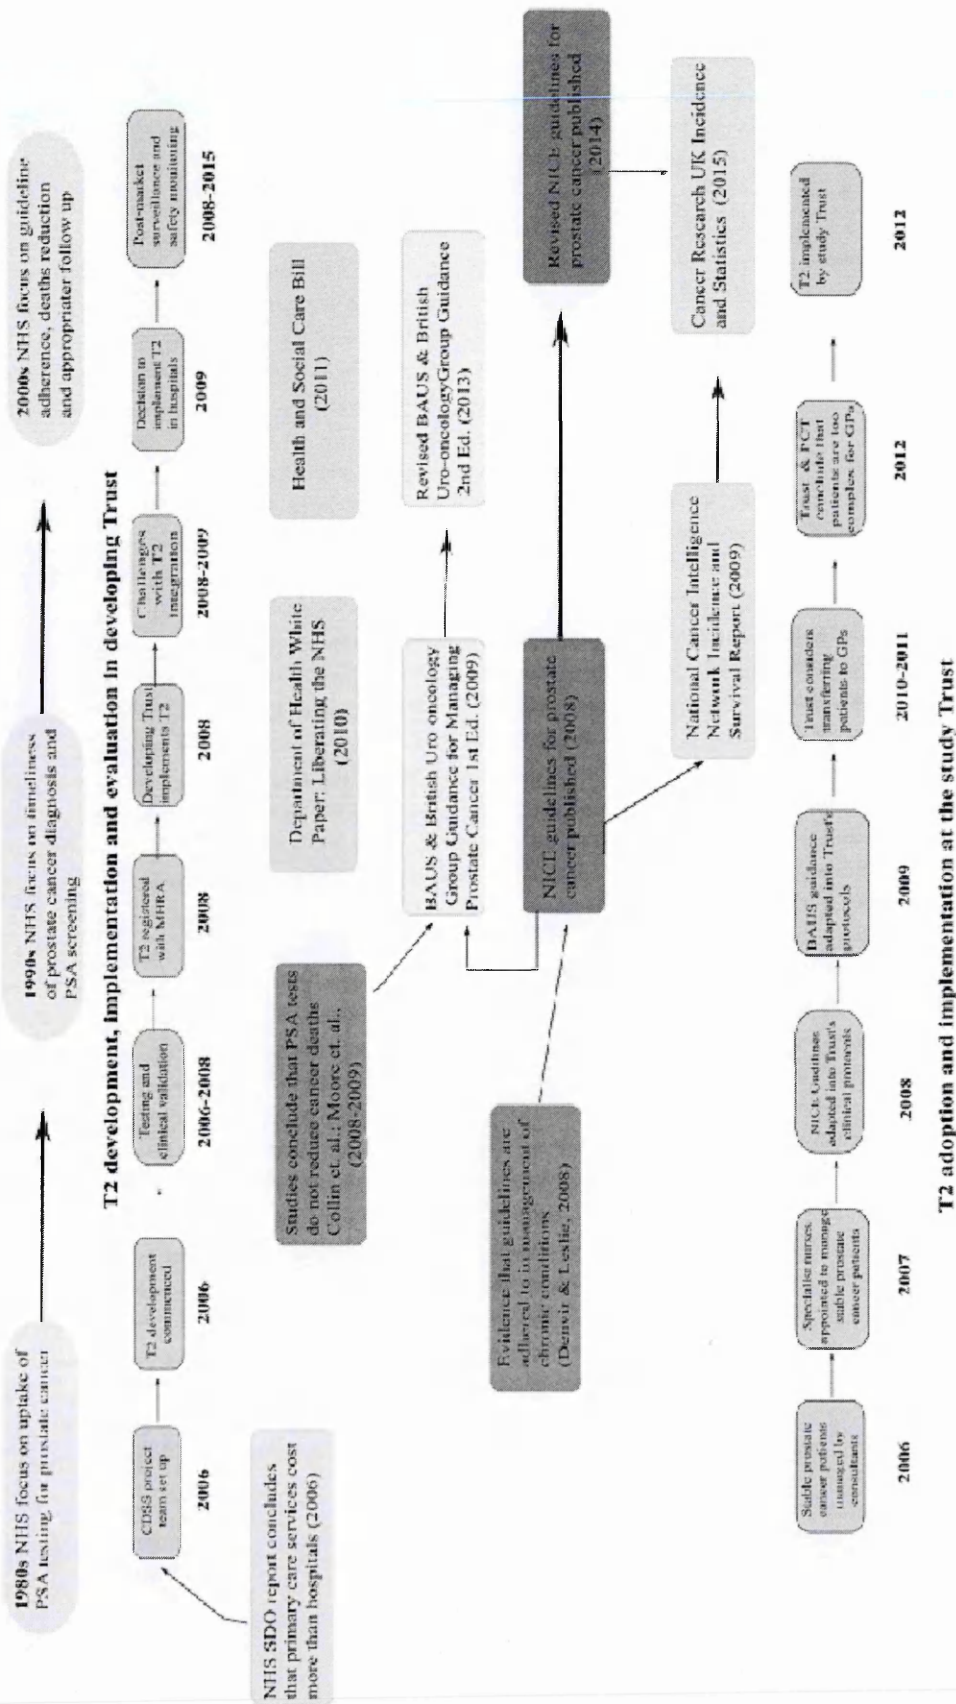 1980s NHS focus on uptake of
PSA testing for prostate cancer
1990s NHS focus on timeliness
of prostate cancer diagnosis and
PSA screening
2000s NHS focus on guideline
adherence, deaths reduction
and appropriater follow up
T2 development, implementation and evaluation in developing Trust
CDSS project
team set up
2006
T2 development
commenced
2006
Testing and
clinical validation
2006-2008
T2 registered
with MHRA
2008
Developing Trust
implements T2
2008
Challenges
with T2
integration
2008-2009
Decision to
implement T2
in hospitals
2009
Post-market
surveillance and
safety monitoring
2008-2015
NHS SDO report concludes
that primary care services cost
more than hospitals (2006)
Studies conclude that PSA tests
do not reduce cancer deaths
Collin et. al.; Moore et. al.,
(2008-2009)
Department of Health White
Paper: Liberating the NHS
(2010)
Health and Social Care Bill
(2011)
BAUS & British Uro oncology
Group Guidance for Managing
Prostate Cancer 1st Ed. (2009)
Revised BAUS & British
Uro-oncologyGroup Guidance
2nd Ed. (2013)
Evidence that guidelines are
adhered to in management of
chronic conditions
(Denvir & Leslie, 2008)
NICE guidelines for prostate
cancer published (2008)
Revised NICE guidelines for
prostate cancer published
(2014)
National Cancer Intelligence
Network Incidence and
Survival Report (2009)
Cancer Research UK Incidence
and Statistics (2015)
Stable prostate
cancer patients
managed by
consultants
2006
Specialist nurses
appointed to manage
stable prostate
cancer patients
2007
NICE Guidlines
adapted into Trust's
clinical protocols
2008
BAUS guidance
adapted into Trust's
protocols
2009
Trust considers
transferring
patients to GPs
2010-2011
Trust & PCT
conclude that
patients are too
complex for GPs
2012
T2 implemented
by study Trust
2012
T2 adoption and implementation at the study Trust